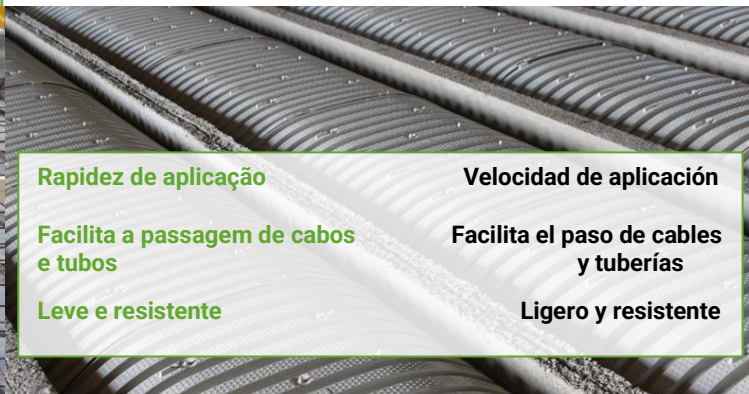 Rapidez de aplicação
Velocidad de aplicación
Facilita a passagem de cabos
e tubos
Facilita el paso de cables
y tuberías
Leve e resistente
Ligero y resistente